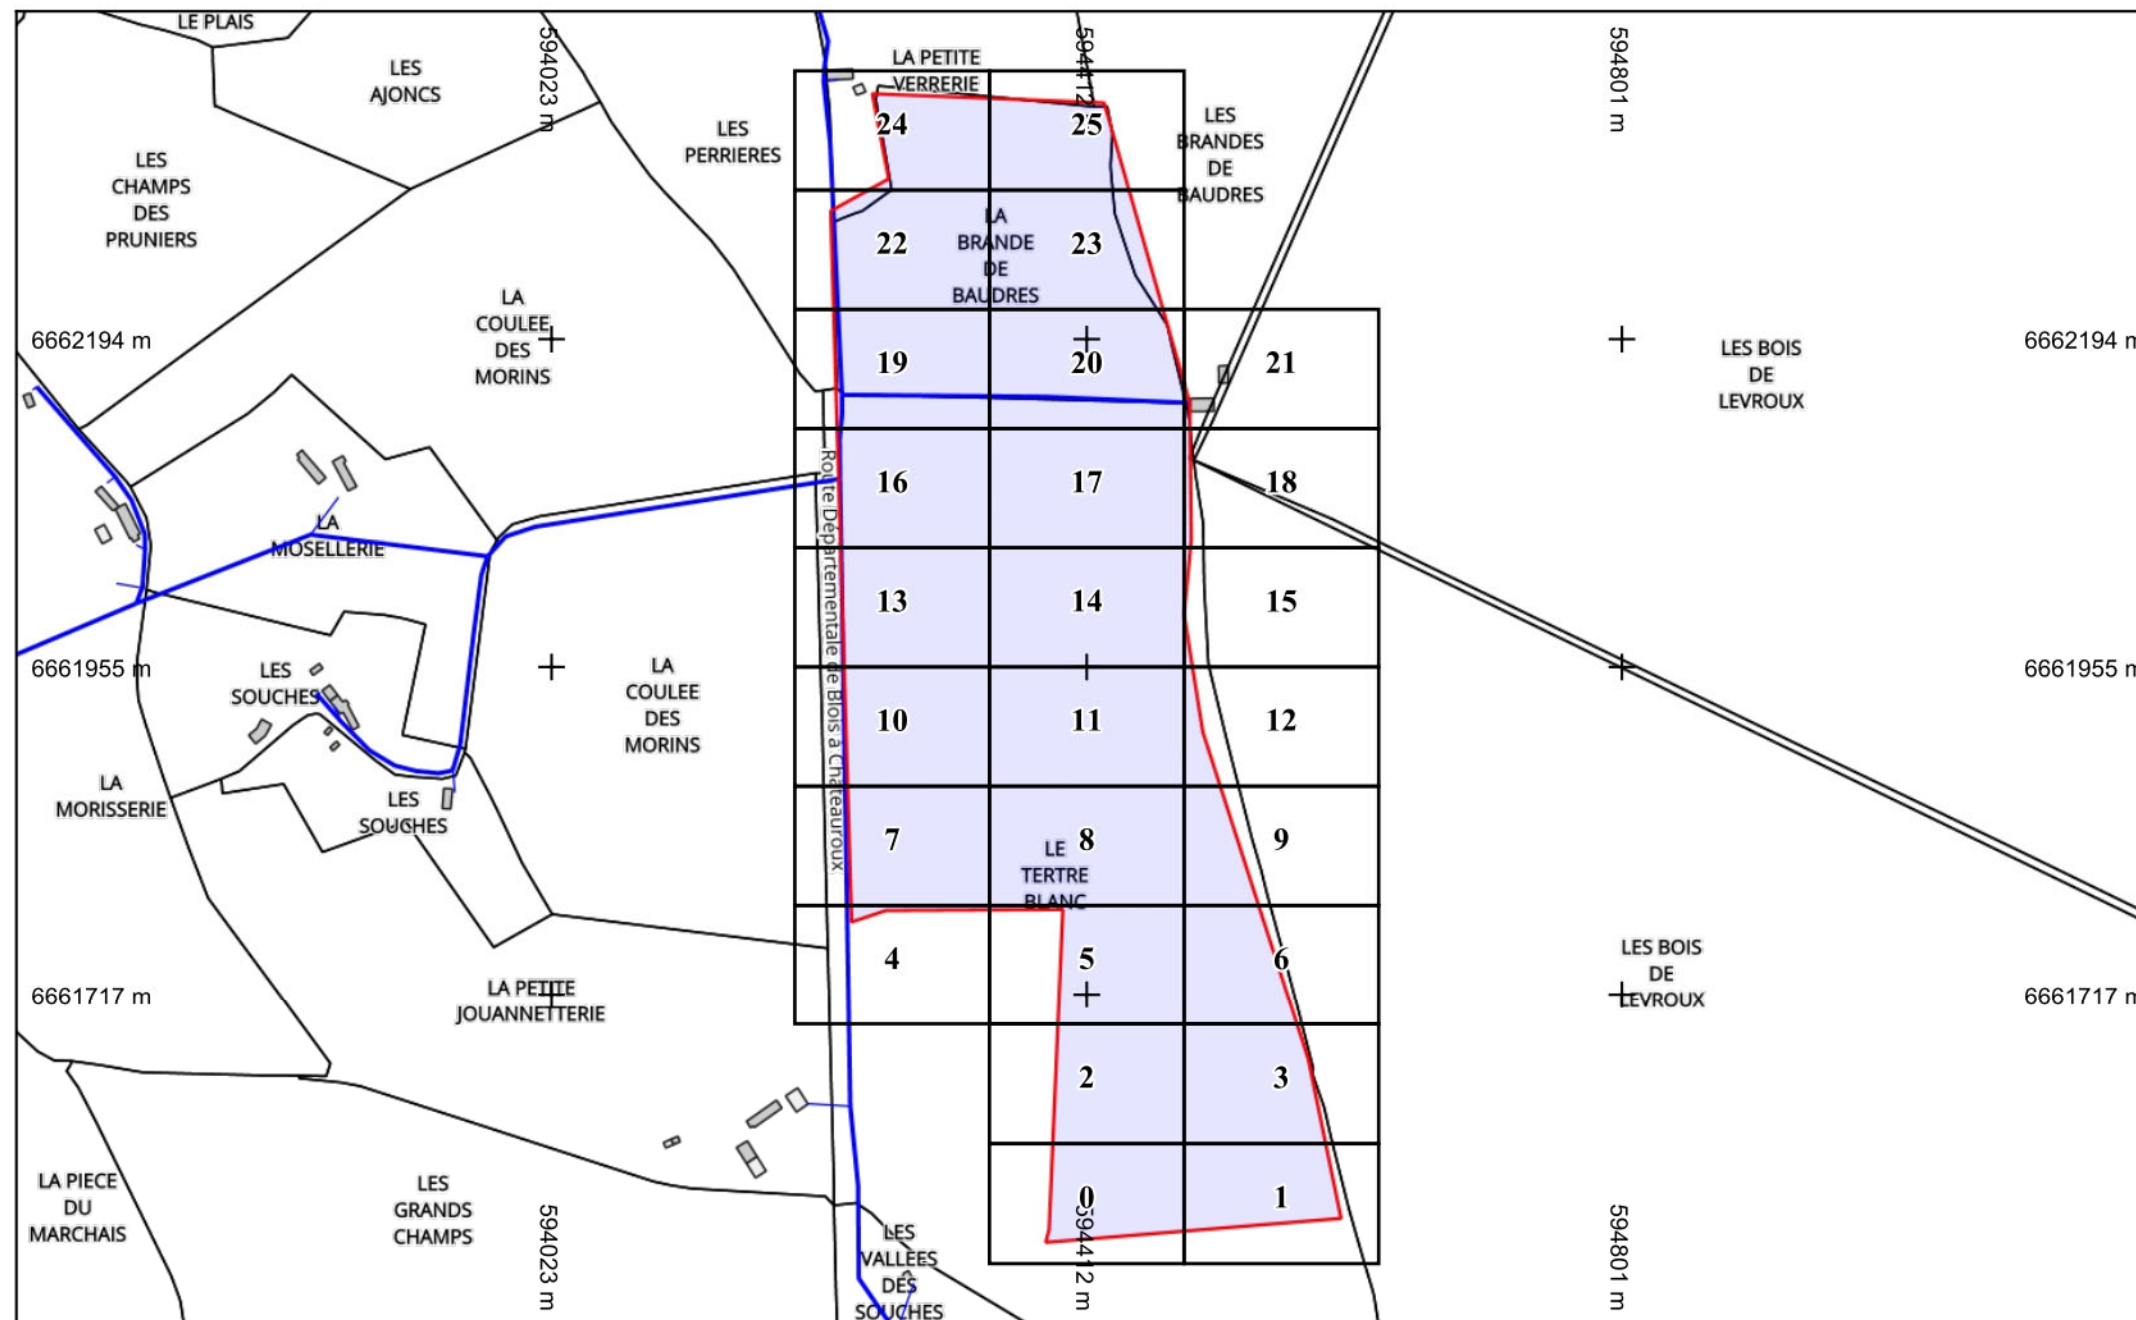 LE PLAIS
594023 m
594412
594801 m
LES
AJONCS
LA PETITE
VERRERIE
LES
PERRIERES
24
25
LES
BRANDES
DE
BAUDRES
LES
CHAMPS
DES
PRUNIERS
LA
BRANDE
DE
BAUDRES
22
23
LA
COULEE
DES
MORINS
6662194 m
19
20
21
LES BOIS
DE
LEVROUX
6662194 m
Route Départementale de Blois à Châteauroux
16
17
18
LA
MOSELLERIE
13
14
15
LES
SOUCHES
6661955 m
LA
COULEE
DES
MORINS
10
11
12
6661955 m
LA
MORISSERIE
LES
SOUCHES
7
8
9
LE
TERTRE
BLANC
4
5
6
LES BOIS
DE
LEVROUX
6661717 m
LA PETITE
JOUANNETTERIE
6661717 m
2
3
LA PIECE
DU
MARCHAIS
LES
GRANDS
CHAMPS
0
1
594023 m
594412 m
594801 m
LES
VALLEES
DES
SOUCHES